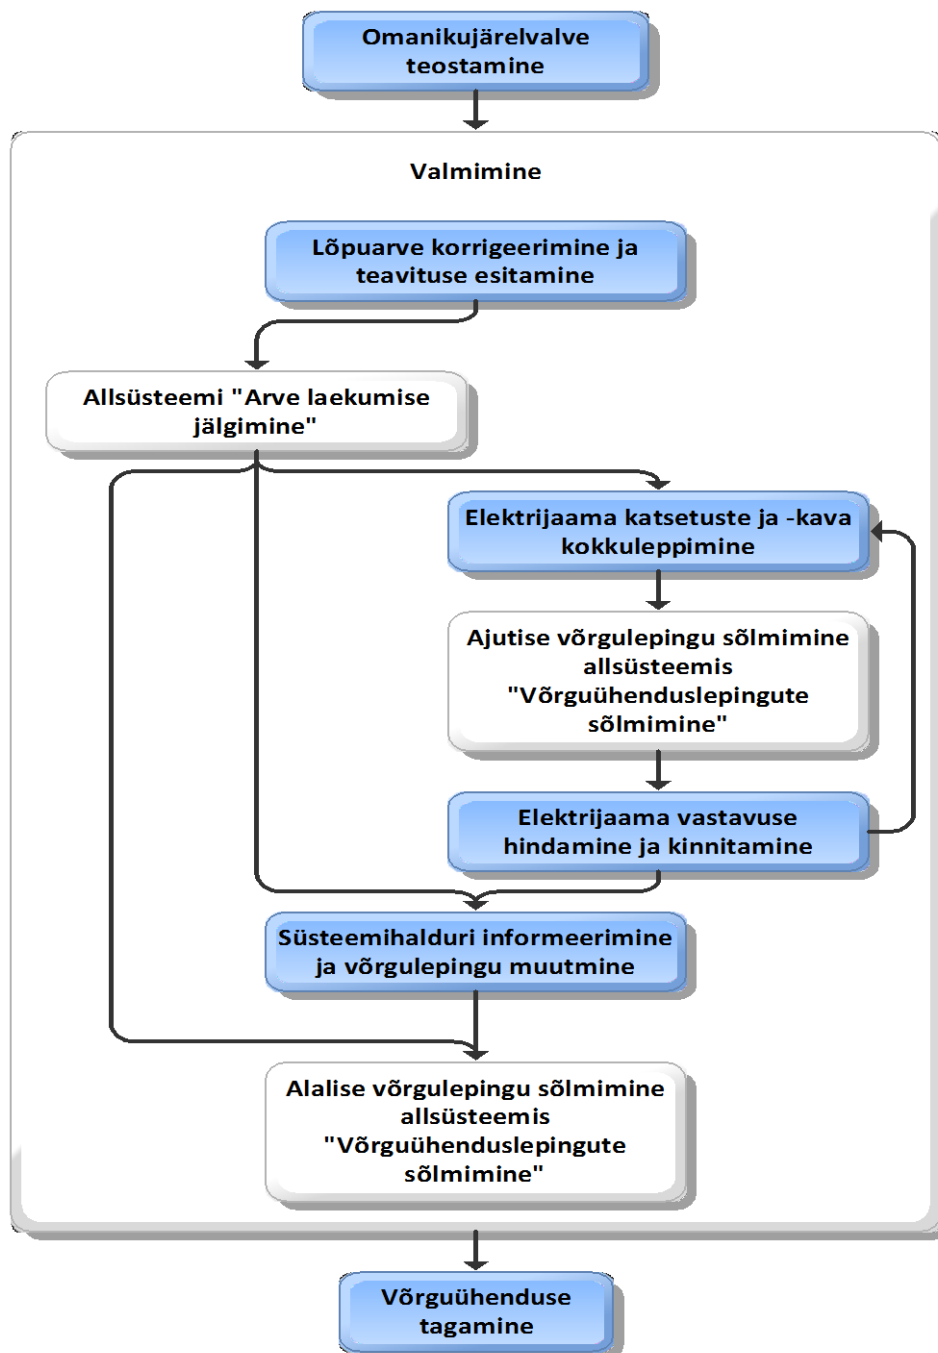 Omanikujärelvalve
teostamine
Valmimine
Lõpuarve korrigeerimine ja
teavituse esitamine
Allsüsteemi "Arve laekumise
jälgimine"
Elektrijaama katsetuste ja -kava
kokkuleppimine
Ajutise võrgulepingu sõlmimine
allsüsteemis
"Võrguühenduslepingute
sõlmimine"
Elektrijaama vastavuse
hindamine ja kinnitamine
Süsteemihalduri informeerimine
ja võrgulepingu muutmine
Alalise võrgulepingu sõlmimine
allsüsteemis
"Võrguühenduslepingute
sõlmimine"
Võrguühenduse
tagamine